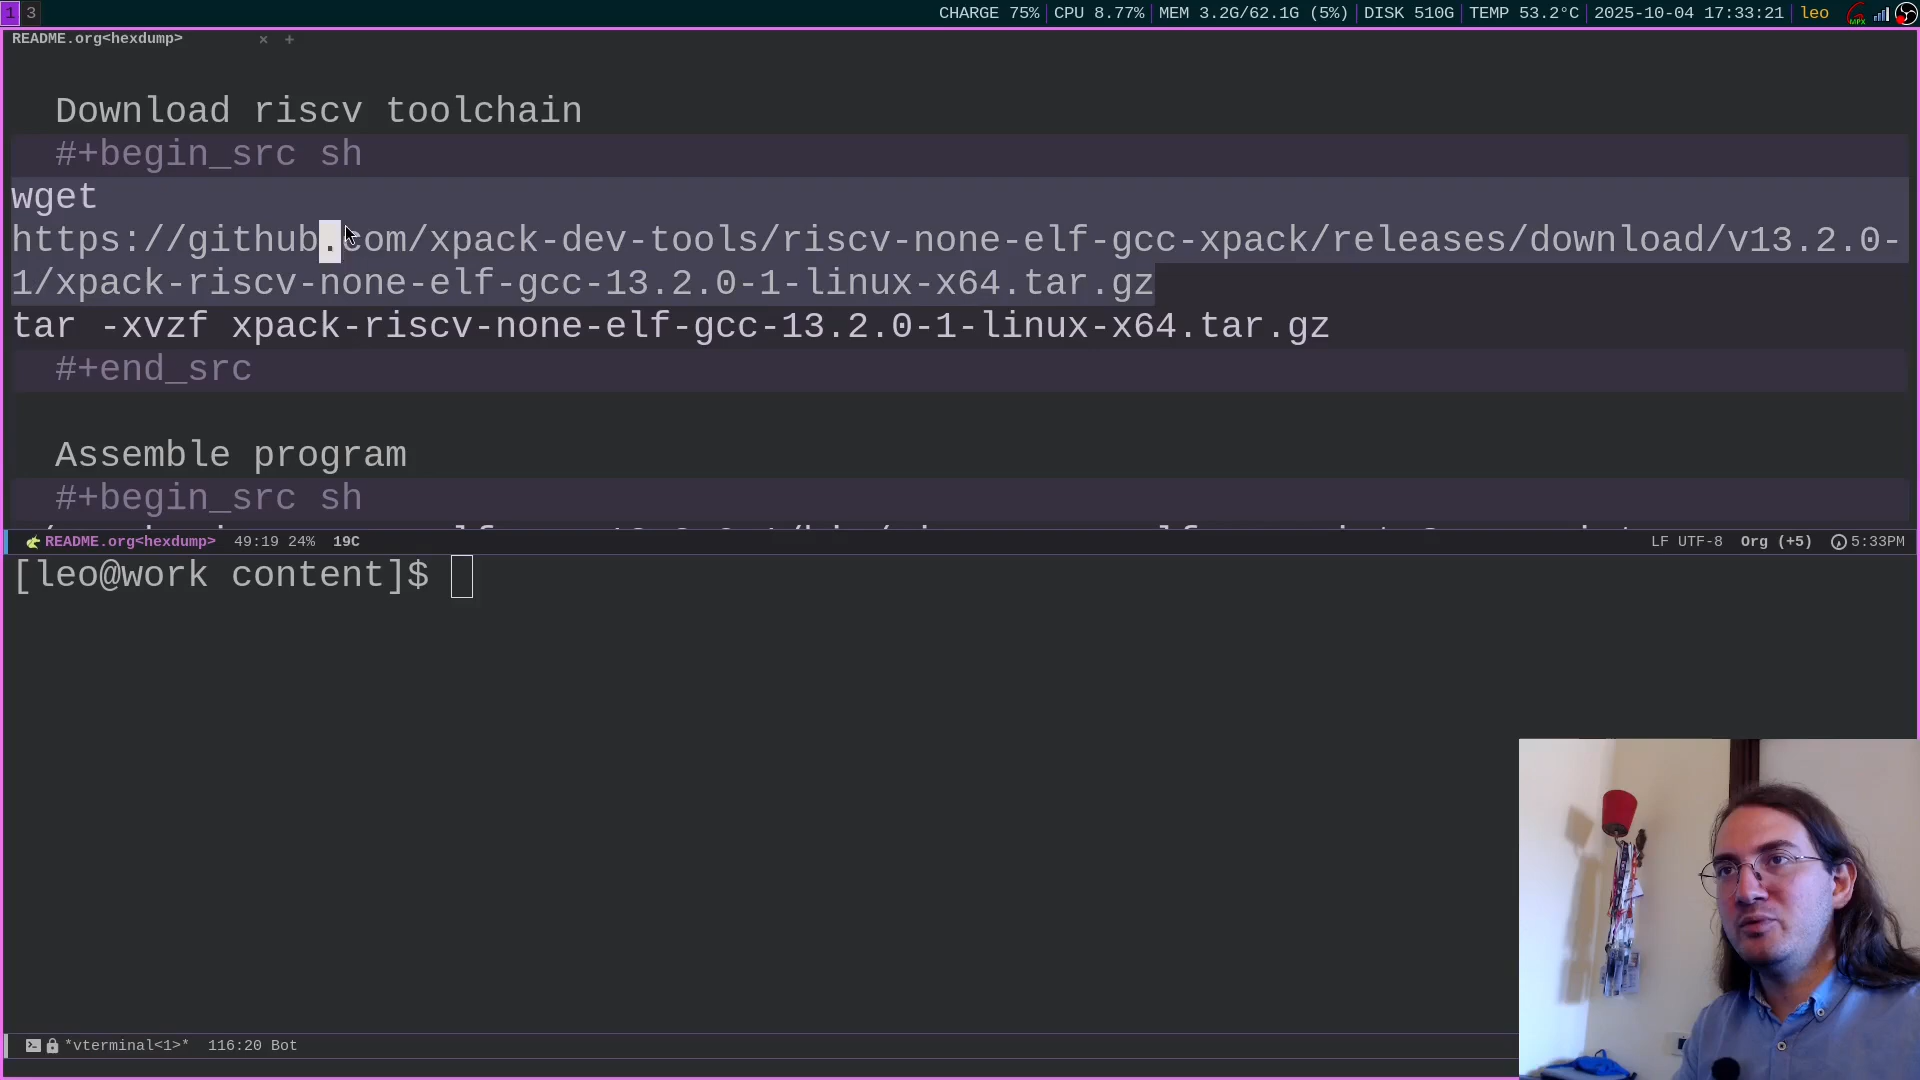 1 3 CHARGE 75% CPU 8.77% MEM 3.2G/62.1G (5%) DISK 510G TEMP 53.2°C 2025-10-04 17:33:21 leo
README.org<hexdump> × +
Download riscv toolchain
#+begin_src sh
wget
https://github.com/xpack-dev-tools/riscv-none-elf-gcc-xpack/releases/download/v13.2.0-
1/xpack-riscv-none-elf-gcc-13.2.0-1-linux-x64.tar.gz
tar -xvzf xpack-riscv-none-elf-gcc-13.2.0-1-linux-x64.tar.gz
#+end_src
Assemble program
#+begin_src sh
README.org<hexdump> 49:19 24% 19C LF UTF-8 Org (+5) 5:33PM
[leo@work content]$
*vterminal<1>* 116:20 Bot